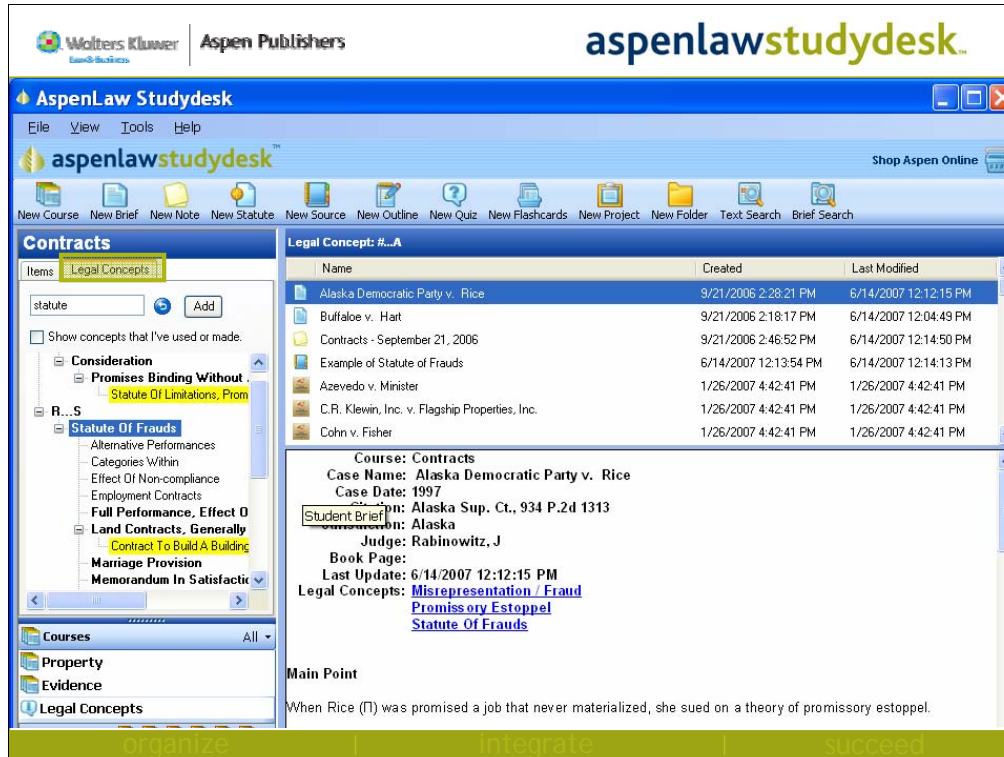 Wolters Kluwer
Law & Business
Aspen Publishers
aspenlawstudydesk™
AspenLaw Studydesk
File View Tools Help
aspenlawstudydesk™
Shop Aspen Online
New Course New Brief New Note New Statute New Source New Outline New Quiz New Flashcards New Project New Folder Text Search Brief Search
Contracts
Items Legal Concepts
statute Add
Show concepts that I've used or made.
Consideration
Promises Binding Without .
Statute Of Limitations, Prom
R...S
Statute Of Frauds
Alternative Performances
Categories Within
Effect Of Non-compliance
Employment Contracts
Full Performance, Effect O
Land Contracts, Generally
Contract To Build A Building
Marriage Provision
Memorandum In Satisfactic
Courses All
Property
Evidence
Legal Concepts
Legal Concept: #...A
Name Created Last Modified
Alaska Democratic Party v. Rice 9/21/2006 2:28:21 PM 6/14/2007 12:12:15 PM
Buffaloe v. Hart 9/21/2006 2:18:17 PM 6/14/2007 12:04:49 PM
Contracts - September 21, 2006 9/21/2006 2:46:52 PM 6/14/2007 12:14:50 PM
Example of Statute of Frauds 6/14/2007 12:13:54 PM 6/14/2007 12:14:13 PM
Azevedo v. Minister 1/26/2007 4:42:41 PM 1/26/2007 4:42:41 PM
C.R. Klewin, Inc. v. Flagship Properties, Inc. 1/26/2007 4:42:41 PM 1/26/2007 4:42:41 PM
Cohn v. Fisher 1/26/2007 4:42:41 PM 1/26/2007 4:42:41 PM
Course: Contracts
Case Name: Alaska Democratic Party v. Rice
Case Date: 1997
Alaska Sup. Ct., 934 P.2d 1313
Student Brief
Alaska
Judge: Rabinowitz, J
Book Page:
Last Update: 6/14/2007 12:12:15 PM
Legal Concepts: Misrepresentation / Fraud
Promissory Estoppel
Statute Of Frauds
Main Point
When Rice (Π) was promised a job that never materialized, she sued on a theory of promissory estoppel.
organize | integrate | succeed